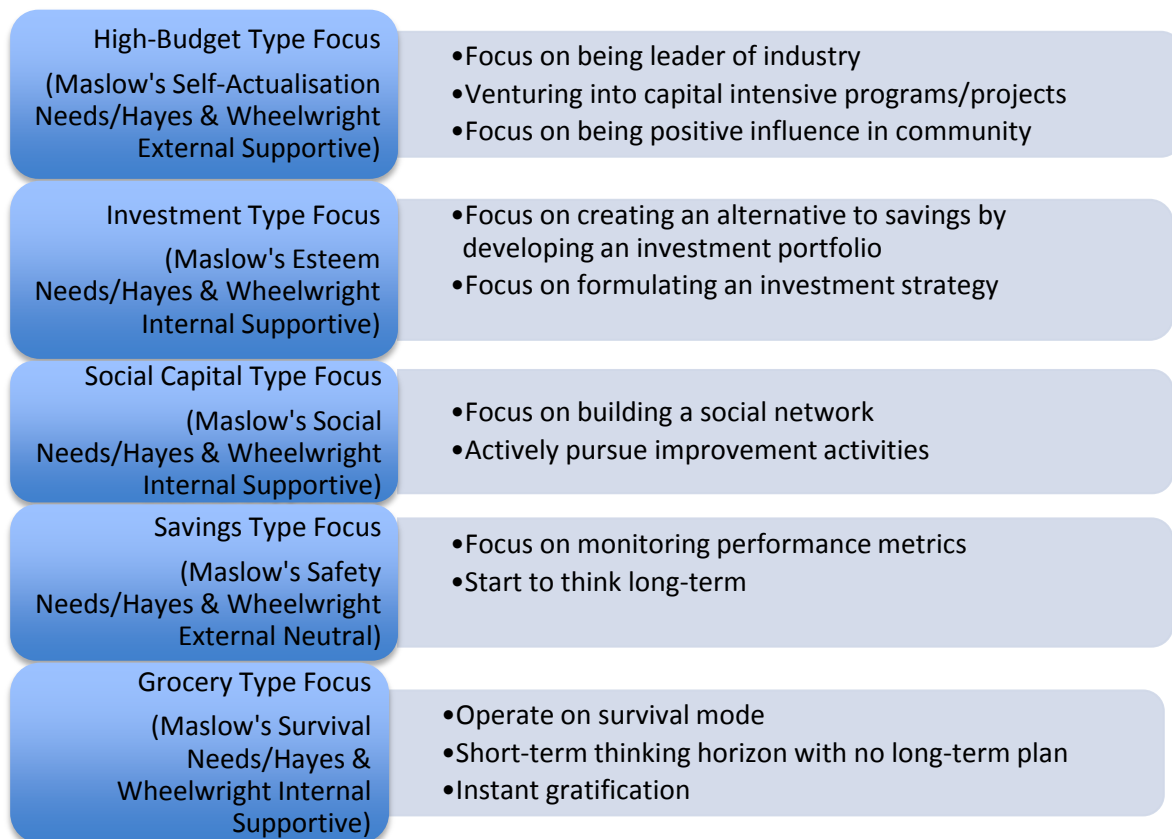 High-Budget Type Focus
(Maslow's Self-Actualisation
Needs/Hayes & Wheelwright
External Supportive)
•Focus on being leader of industry
•Venturing into capital intensive programs/projects
•Focus on being positive influence in community
Investment Type Focus
(Maslow's Esteem
Needs/Hayes & Wheelwright
Internal Supportive)
•Focus on creating an alternative to savings by
developing an investment portfolio
•Focus on formulating an investment strategy
Social Capital Type Focus
(Maslow's Social
Needs/Hayes & Wheelwright
Internal Supportive)
•Focus on building a social network
•Actively pursue improvement activities
Savings Type Focus
(Maslow's Safety
Needs/Hayes & Wheelwright
External Neutral)
•Focus on monitoring performance metrics
•Start to think long-term
Grocery Type Focus
(Maslow's Survival
Needs/Hayes &
Wheelwright Internal
Supportive)
•Operate on survival mode
•Short-term thinking horizon with no long-term plan
•Instant gratification